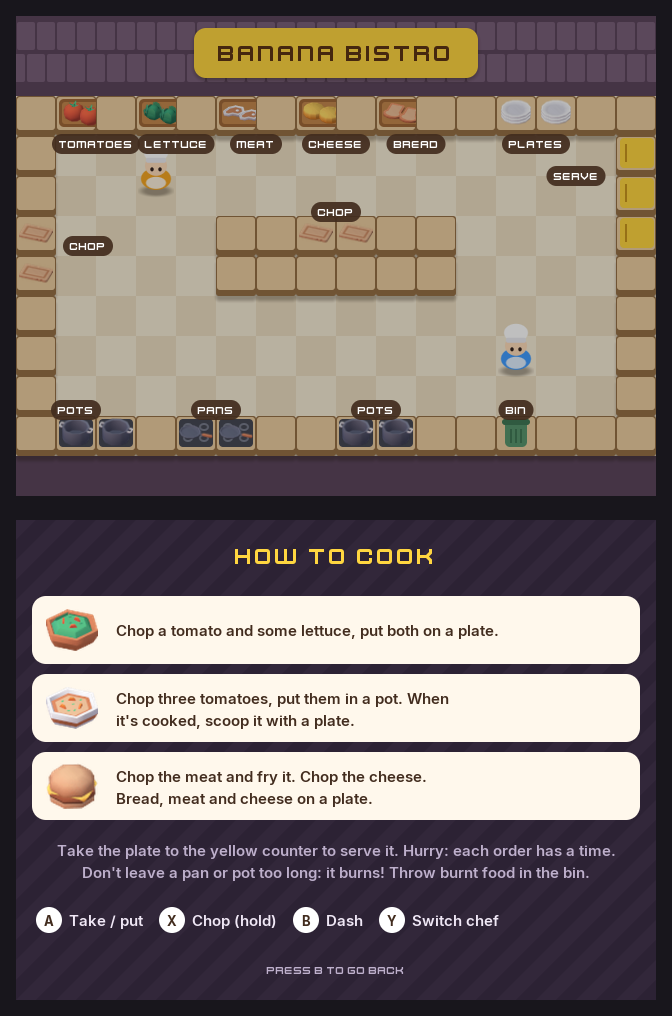 BANANA BISTRO
TOMATOES LETTUCE MEAT CHEESE BREAD PLATES
SERVE
CHOP
CHOP
POTS PANS POTS BIN
HOW TO COOK
Chop a tomato and some lettuce, put both on a plate.
Chop three tomatoes, put them in a pot. When
it's cooked, scoop it with a plate.
Chop the meat and fry it. Chop the cheese.
Bread, meat and cheese on a plate.
Take the plate to the yellow counter to serve it. Hurry: each order has a time.
Don't leave a pan or pot too long: it burns! Throw burnt food in the bin.
A Take / put X Chop (hold) B Dash Y Switch chef
PRESS B TO GO BACK